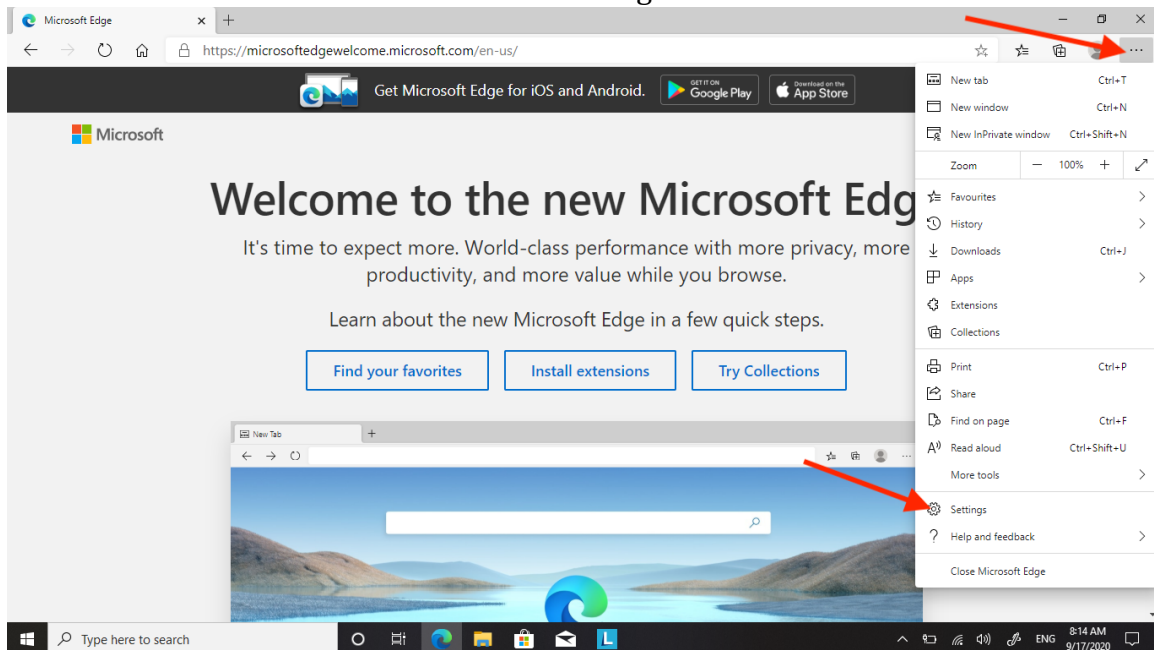 Microsoft Edge
https://microsoftedgewelcome.microsoft.com/en-us/
Get Microsoft Edge for iOS and Android.
GET IT ON
Google Play
Download on the
App Store
Microsoft
Welcome to the new Microsoft Edg
It's time to expect more. World-class performance with more privacy, more
productivity, and more value while you browse.
Learn about the new Microsoft Edge in a few quick steps.
Find your favorites
Install extensions
Try Collections
New Tab
New tab Ctrl+T
New window Ctrl+N
New InPrivate window Ctrl+Shift+N
Zoom 100%
Favourites
History
Downloads Ctrl+J
Apps
Extensions
Collections
Print Ctrl+P
Share
Find on page Ctrl+F
Read aloud Ctrl+Shift+U
More tools
Settings
Help and feedback
Close Microsoft Edge
Type here to search
L
ENG
8:14 AM
9/17/2020